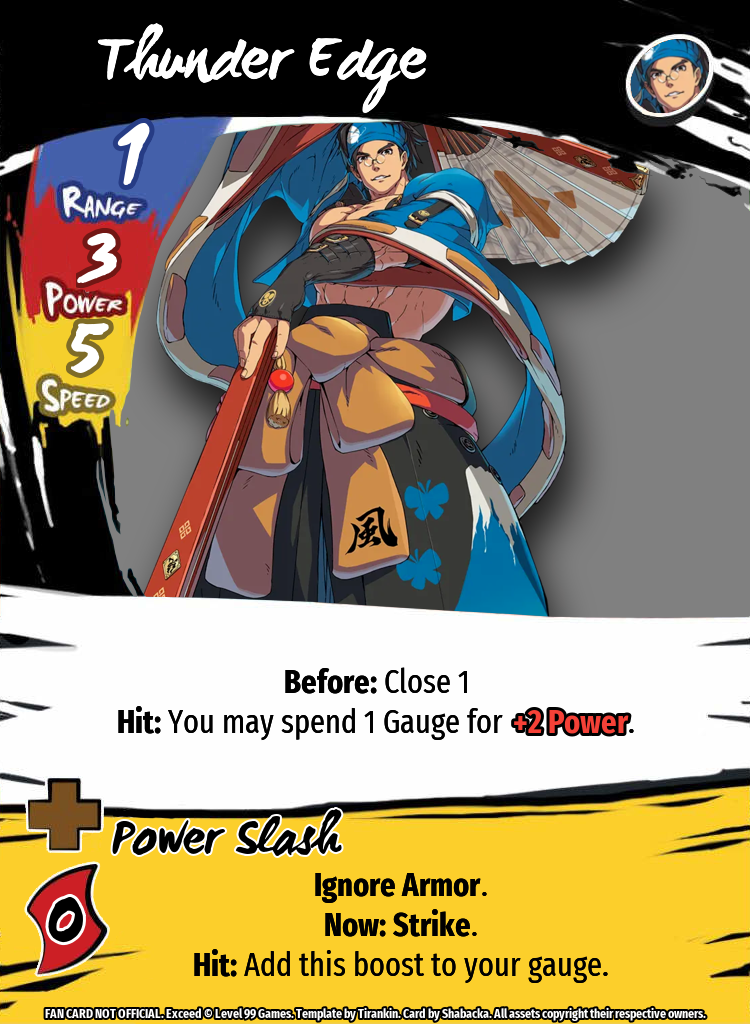 Thunder Edge
1
RANGE
3
POWER
5
SPEED
風
Before: Close 1
Hit: You may spend 1 Gauge for +2 Power.
Power Slash
0
Ignore Armor.
Now: Strike.
Hit: Add this boost to your gauge.
FAN CARD NOT OFFICIAL. Exceed © Level 99 Games. Template by Tirankin. Card by Shabacka. All assets copyright their respective owners.